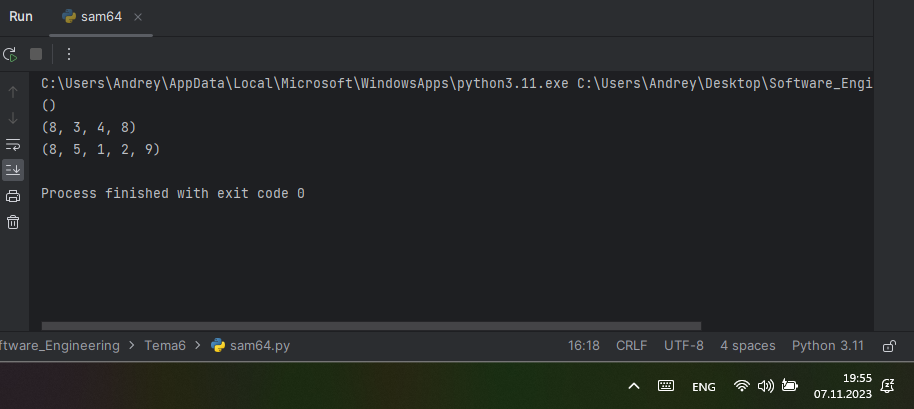 Run sam64
C:\Users\Andrey\AppData\Local\Microsoft\WindowsApps\python3.11.exe C:\Users\Andrey\Desktop\Software_Engi
()
(8, 3, 4, 8)
(8, 5, 1, 2, 9)
Process finished with exit code 0
ftware_Engineering > Tema6 > sam64.py 16:18 CRLF UTF-8 4 spaces Python 3.11
ENG 19:55
07.11.2023